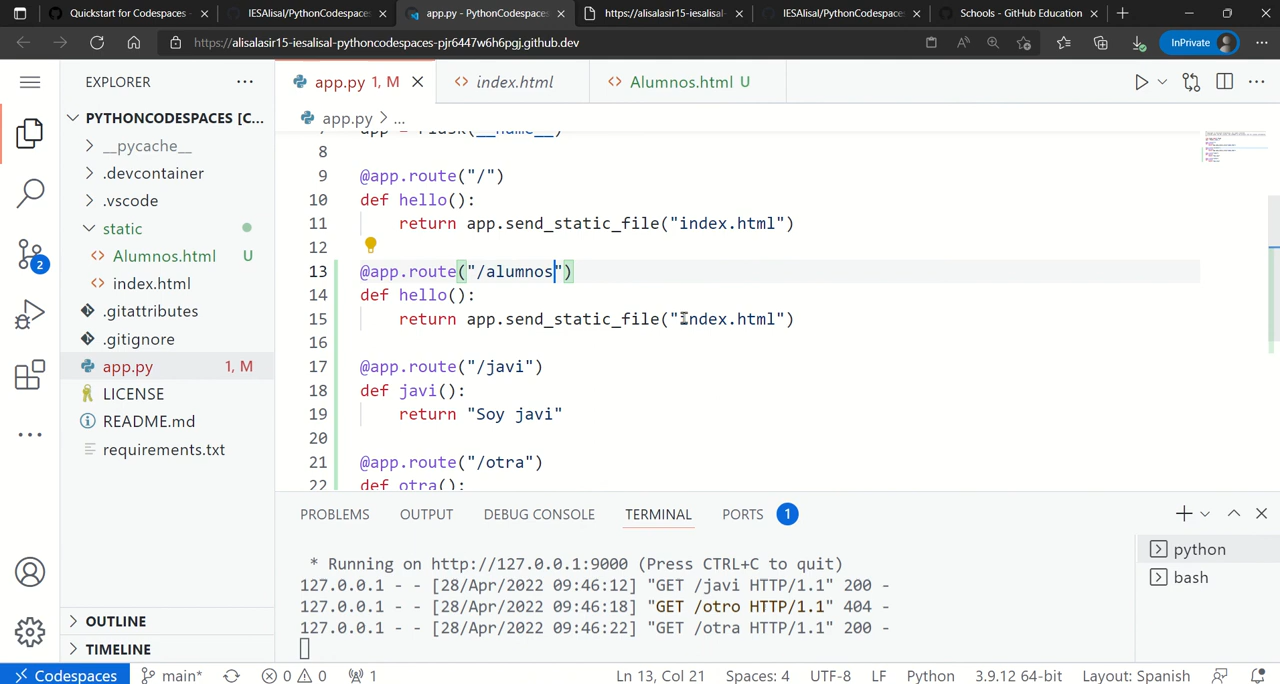 Quickstart for Codespaces
IESAlisal/PythonCodespaces
app.py - PythonCodespaces
https://alisalasir15-iesalisal-
IESAlisal/PythonCodespaces
Schools - GitHub Education
https://alisalasir15-iesalisal-pythoncodespaces-pjr6447w6h6pgj.github.dev
InPrivate
EXPLORER
app.py 1, M
index.html
Alumnos.html U
PYTHONCODESPACES [C...
app.py > ...
__pycache__
.devcontainer
.vscode
static
Alumnos.html U
index.html
.gitattributes
.gitignore
app.py 1, M
LICENSE
README.md
requirements.txt
OUTLINE
TIMELINE
7 app = Flask(__name__)
8
9 @app.route("/")
10 def hello():
11 return app.send_static_file("index.html")
12
13 @app.route("/alumnos")
14 def hello():
15 return app.send_static_file("index.html")
16
17 @app.route("/javi")
18 def javi():
19 return "Soy javi"
20
21 @app.route("/otra")
22 def otra():
PROBLEMS OUTPUT DEBUG CONSOLE TERMINAL PORTS 1
* Running on http://127.0.0.1:9000 (Press CTRL+C to quit)
127.0.0.1 - - [28/Apr/2022 09:46:12] "GET /javi HTTP/1.1" 200 -
127.0.0.1 - - [28/Apr/2022 09:46:18] "GET /otro HTTP/1.1" 404 -
127.0.0.1 - - [28/Apr/2022 09:46:22] "GET /otra HTTP/1.1" 200 -
python
bash
2
Codespaces main* 0 0 1 Ln 13, Col 21 Spaces: 4 UTF-8 LF Python 3.9.12 64-bit Layout: Spanish